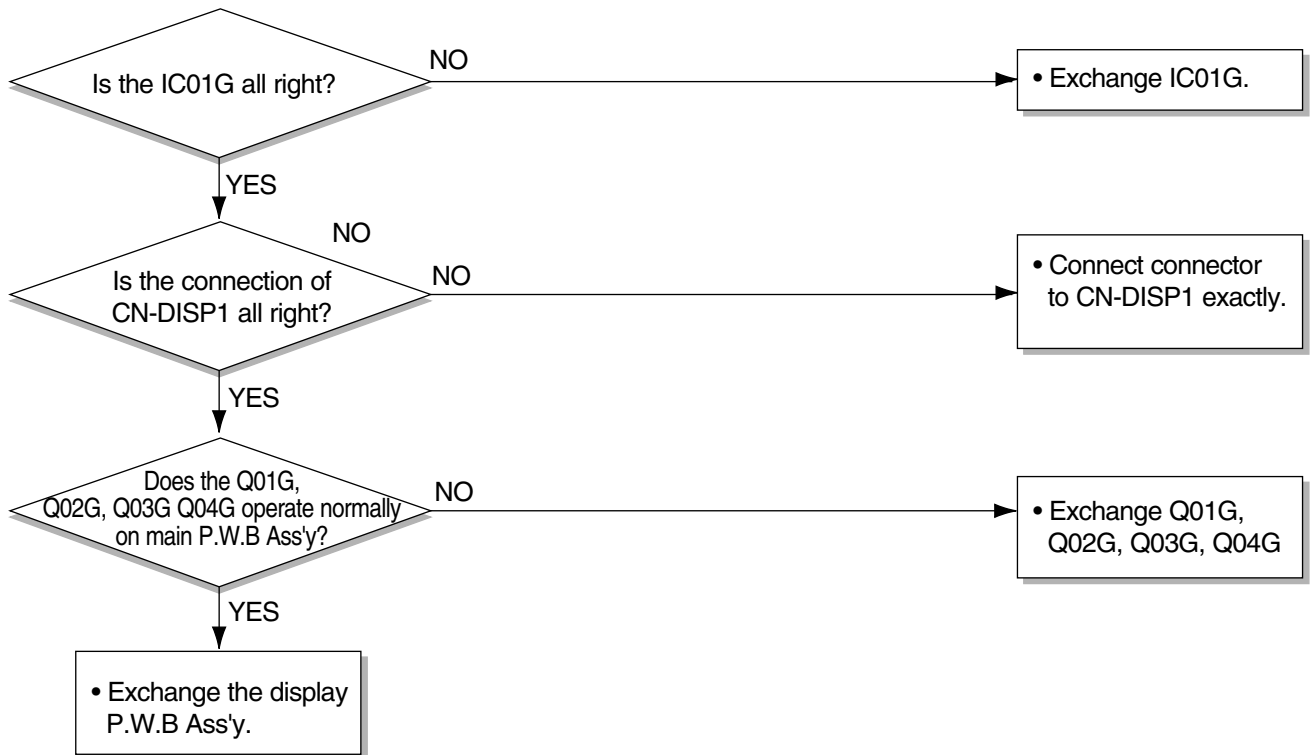 Is the IC01G all right?
NO
• Exchange IC01G.
YES
NO
Is the connection of
CN-DISP1 all right?
NO
• Connect connector
to CN-DISP1 exactly.
YES
Does the Q01G,
Q02G, Q03G Q04G operate normally
on main P.W.B Ass'y?
NO
• Exchange Q01G,
Q02G, Q03G, Q04G
YES
• Exchange the display
P.W.B Ass'y.